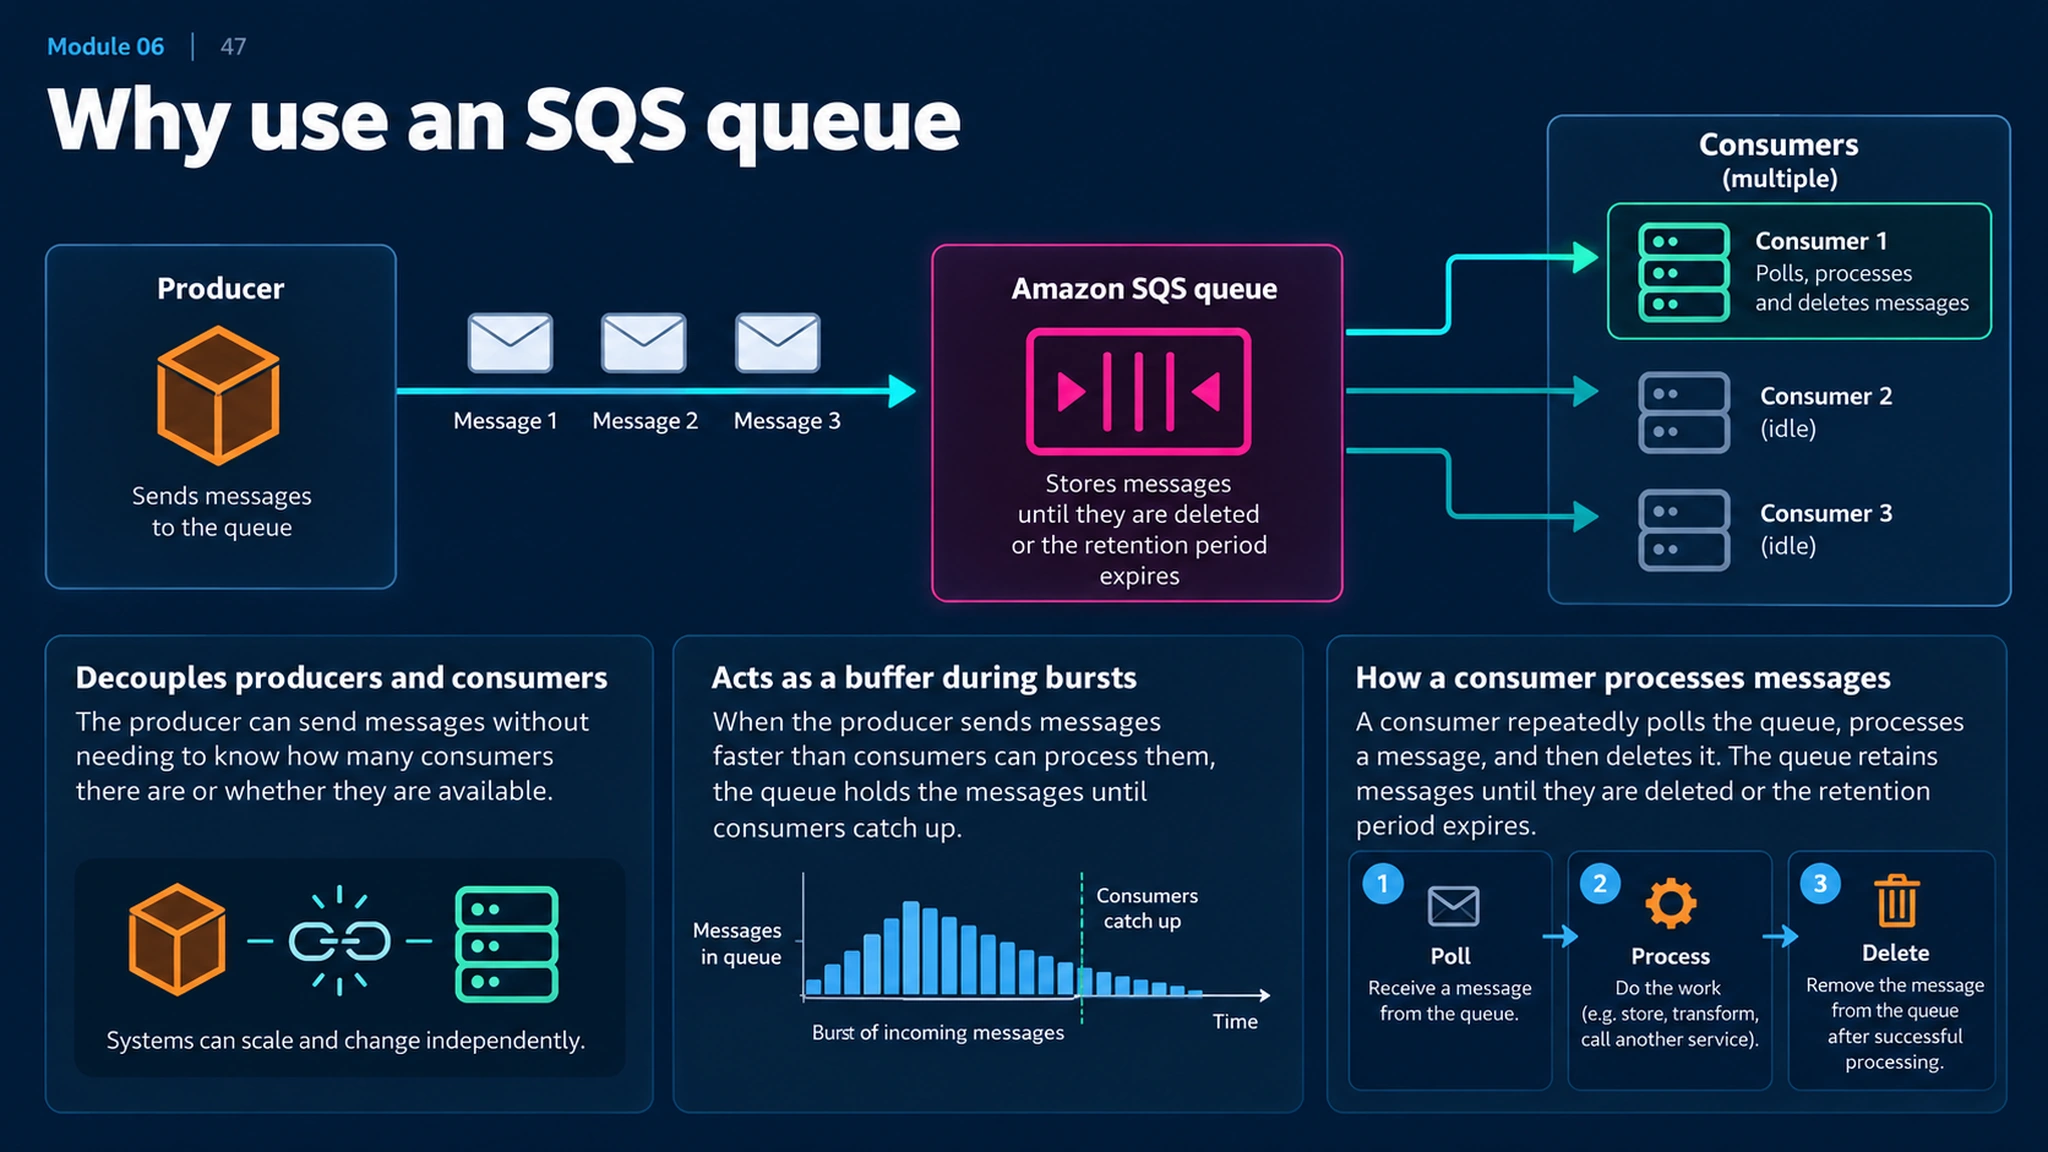 Module 06 | 47
Why use an SQS queue
Producer
Sends messages
to the queue
Message 1
Message 2
Message 3
Amazon SQS queue
Stores messages
until they are deleted
or the retention period
expires
Consumers
(multiple)
Consumer 1
Polls, processes
and deletes messages
Consumer 2
(idle)
Consumer 3
(idle)
Decouples producers and consumers
The producer can send messages without
needing to know how many consumers
there are or whether they are available.
Systems can scale and change independently.
Acts as a buffer during bursts
When the producer sends messages
faster than consumers can process them,
the queue holds the messages until
consumers catch up.
Messages
in queue
Consumers
catch up
Burst of incoming messages
Time
How a consumer processes messages
A consumer repeatedly polls the queue, processes
a message, and then deletes it. The queue retains
messages until they are deleted or the retention
period expires.
1
Poll
Receive a message
from the queue.
2
Process
Do the work
(e.g. store, transform,
call another service).
3
Delete
Remove the message
from the queue
after successful
processing.